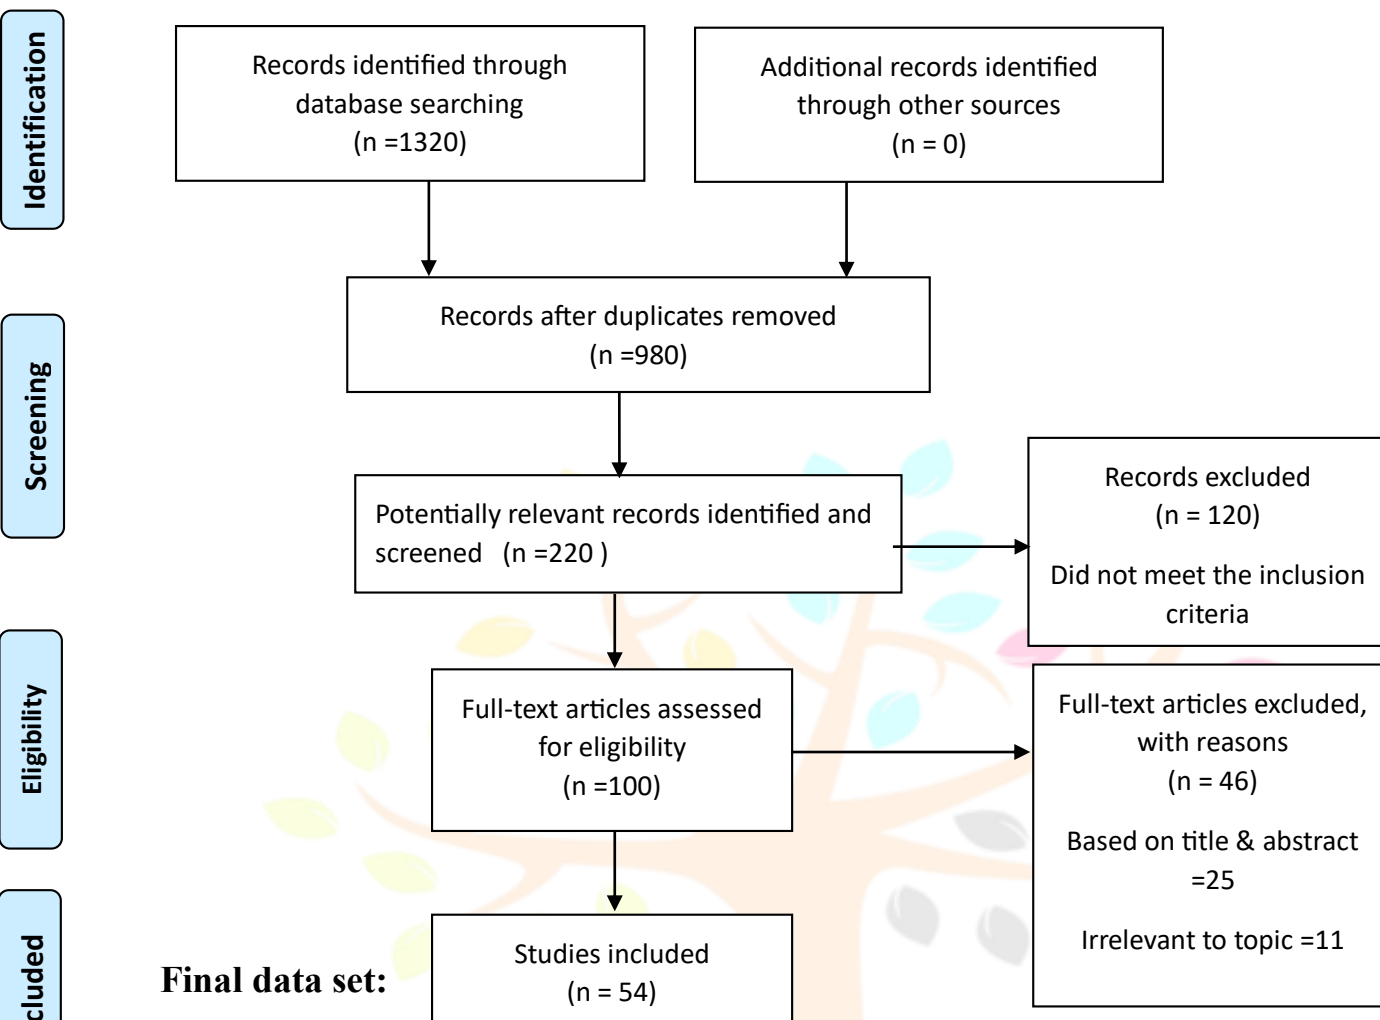 Identification
Records identified through
database searching
(n =1320)
Additional records identified
through other sources
(n = 0)
Records after duplicates removed
(n =980)
Screening
Potentially relevant records identified and
screened (n =220 )
Records excluded
(n = 120)
Did not meet the inclusion
criteria
Eligibility
Full-text articles assessed
for eligibility
(n =100)
Full-text articles excluded,
with reasons
(n = 46)
Based on title & abstract
=25
Irrelevant to topic =11
cluded
Final data set:
Studies included
(n = 54)